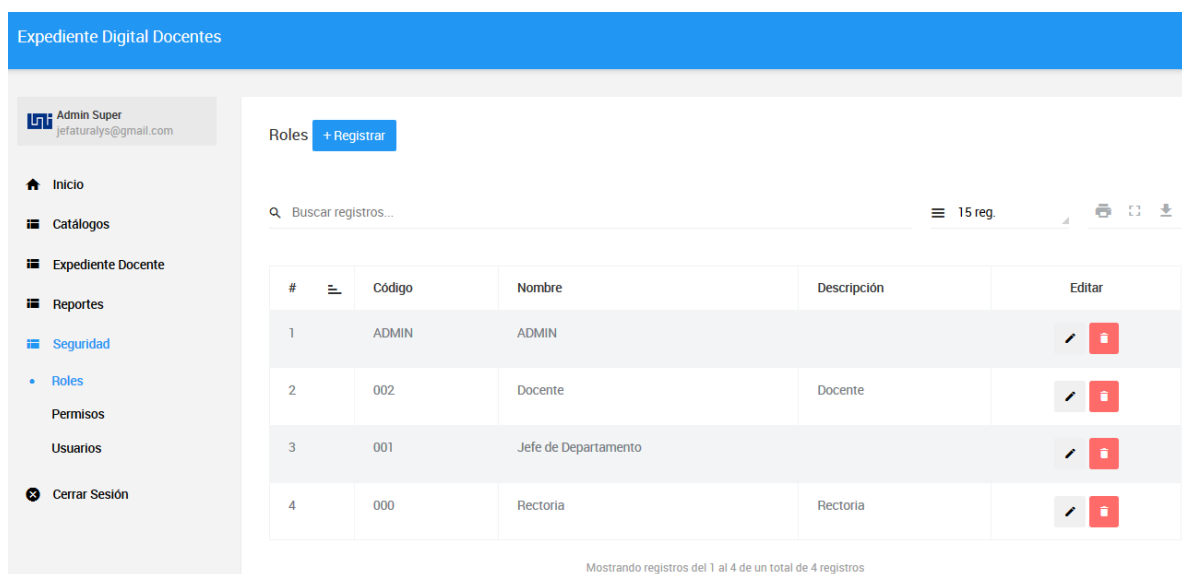 Expediente Digital Docentes
Admin Super
jefaturalys@gmail.com
Inicio
Catálogos
Expediente Docente
Reportes
Seguridad
Roles
Permisos
Usuarios
Cerrar Sesión
Roles + Registrar
Buscar registros... 15 reg.
# Código Nombre Descripción Editar
1 ADMIN ADMIN
2 002 Docente Docente
3 001 Jefe de Departamento
4 000 Rectoria Rectoria
Mostrando registros del 1 al 4 de un total de 4 registros